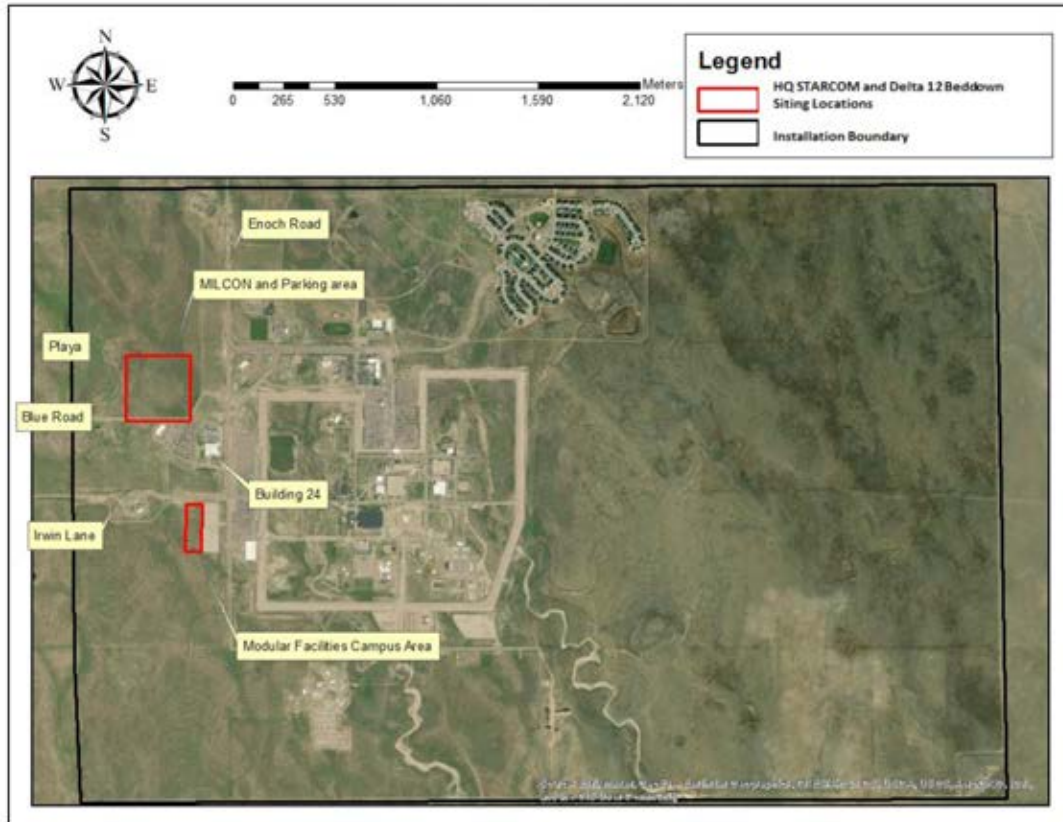 N
W
E
S
Meters
0
265
530
1,060
1,590
2,120
Legend
HQ STARCOM and Delta 12 Beddown
Siting Locations
Installation Boundary
Enoch Road
MILCON and Parking area
Playa
Blue Road
Building 24
Irwin Lane
Modular Facilities Campus Area